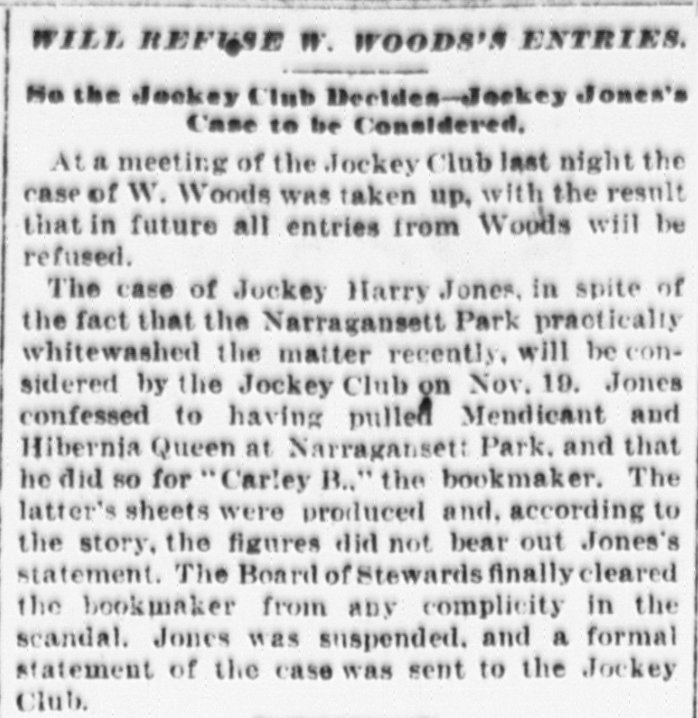 WILL REFUSE W. WOODS'S ENTRIES.
So the Jockey Club Decides—Jockey Jones's
Case to be Considered.
At a meeting of the Jockey Club last night the
case of W. Woods was taken up, with the result
that in future all entries from Woods will be
refused.
The case of Jockey Harry Jones, in spite of
the fact that the Narragansett Park practically
whitewashed the matter recently, will be con-
sidered by the Jockey Club on Nov. 19. Jones
confessed to having pulled Mendicant and
Hibernia Queen at Narragansett Park, and that
he did so for "Carley B.," the bookmaker. The
latter's sheets were produced and, according to
the story, the figures did not bear out Jones's
statement. The Board of Stewards finally cleared
the bookmaker from any complicity in the
scandal. Jones was suspended, and a formal
statement of the case was sent to the Jockey
Club.